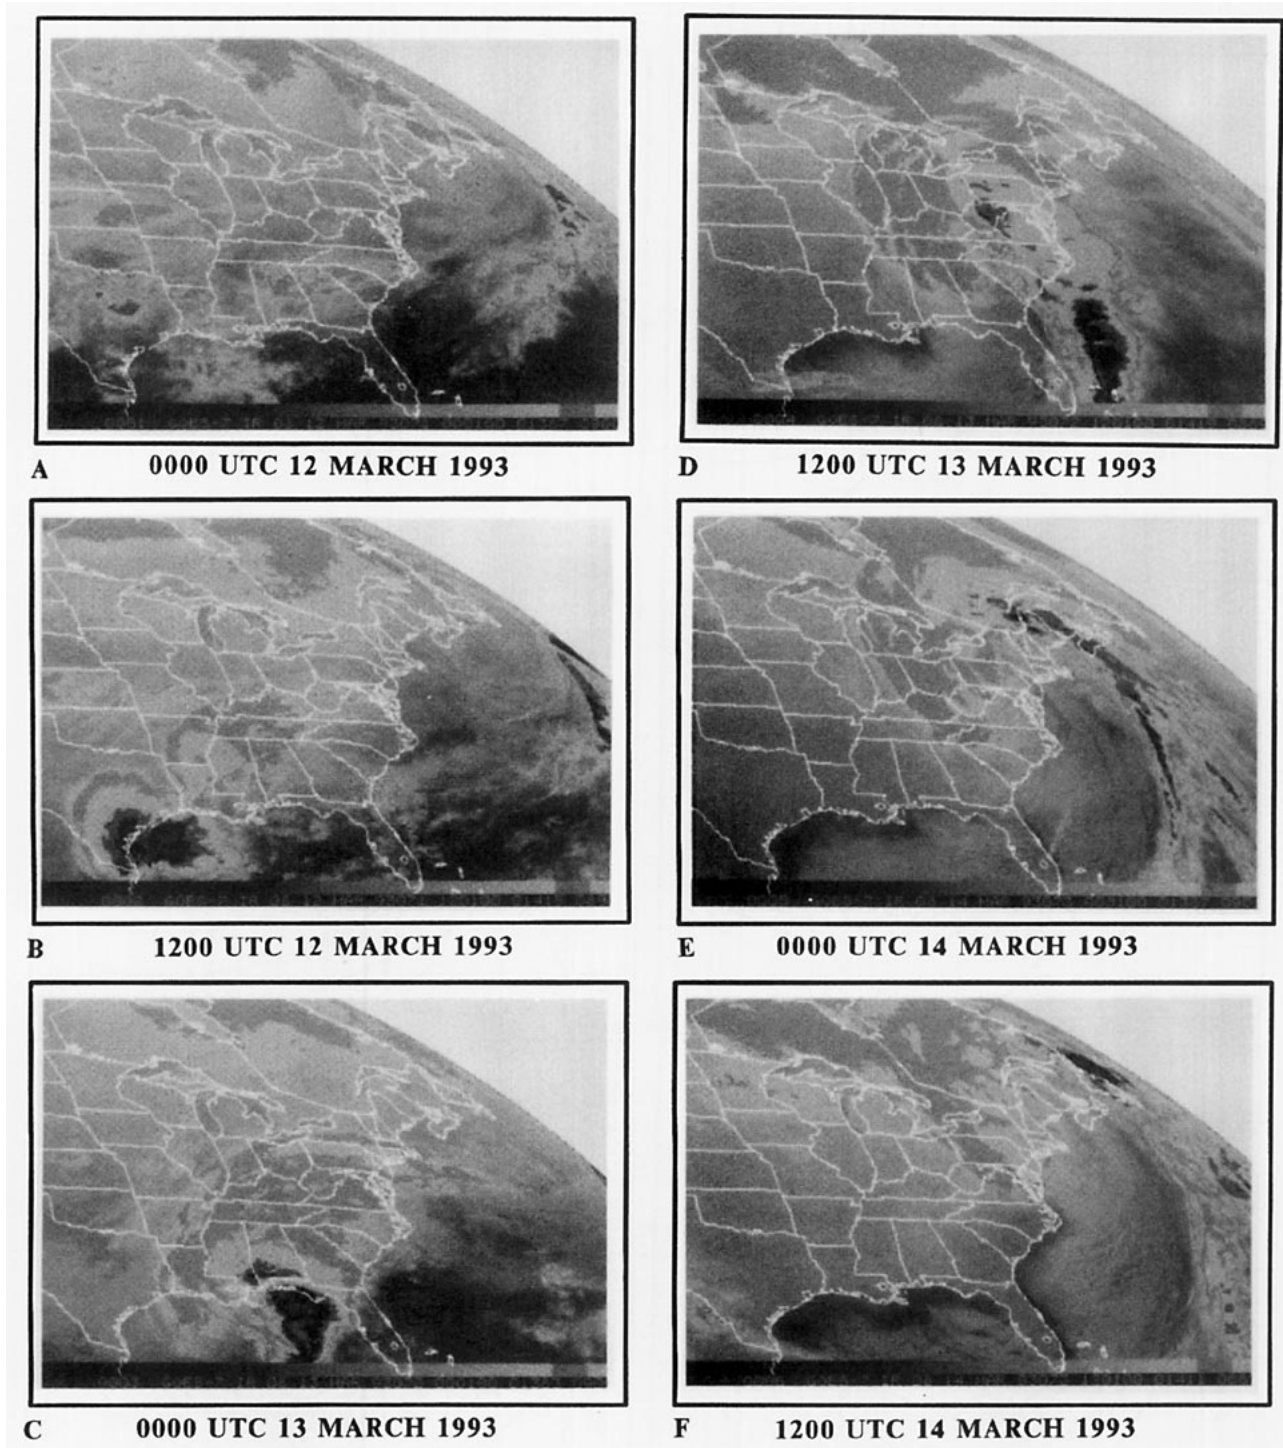 A 0000 UTC 12 MARCH 1993
D 1200 UTC 13 MARCH 1993
B 1200 UTC 12 MARCH 1993
E 0000 UTC 14 MARCH 1993
C 0000 UTC 13 MARCH 1993
F 1200 UTC 14 MARCH 1993